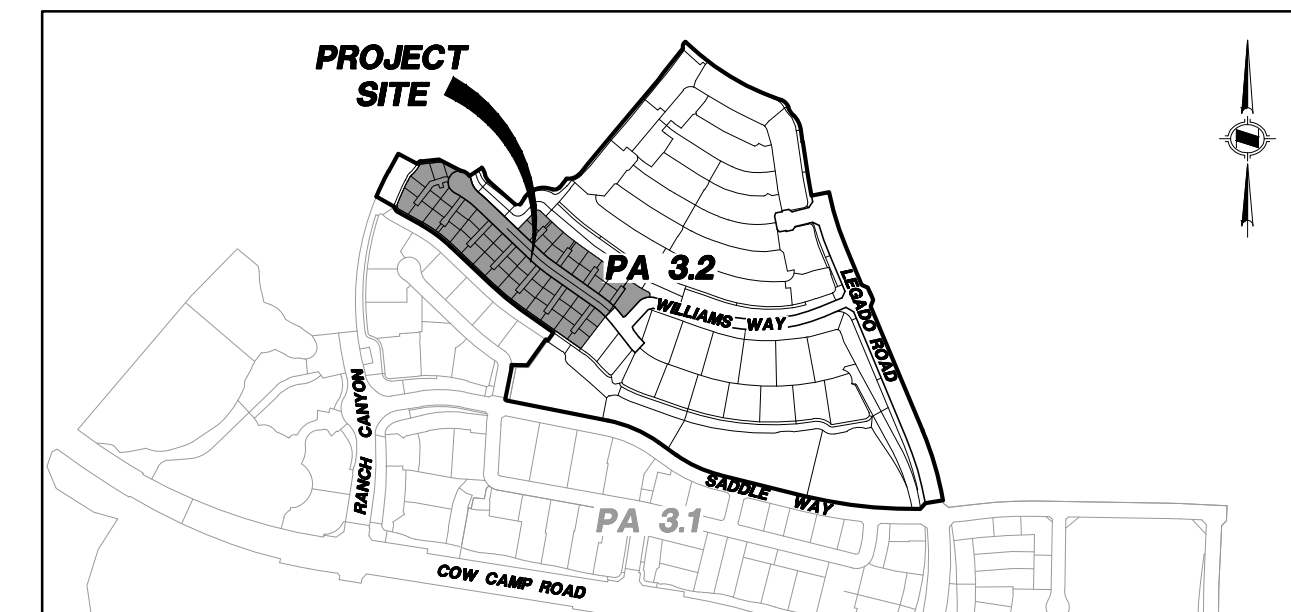 PROJECT
SITE
PA 3.2
WILLIAMS WAY
LEGADO ROAD
RANCH CANYON
SADDLE WAY
PA 3.1
COW CAMP ROAD